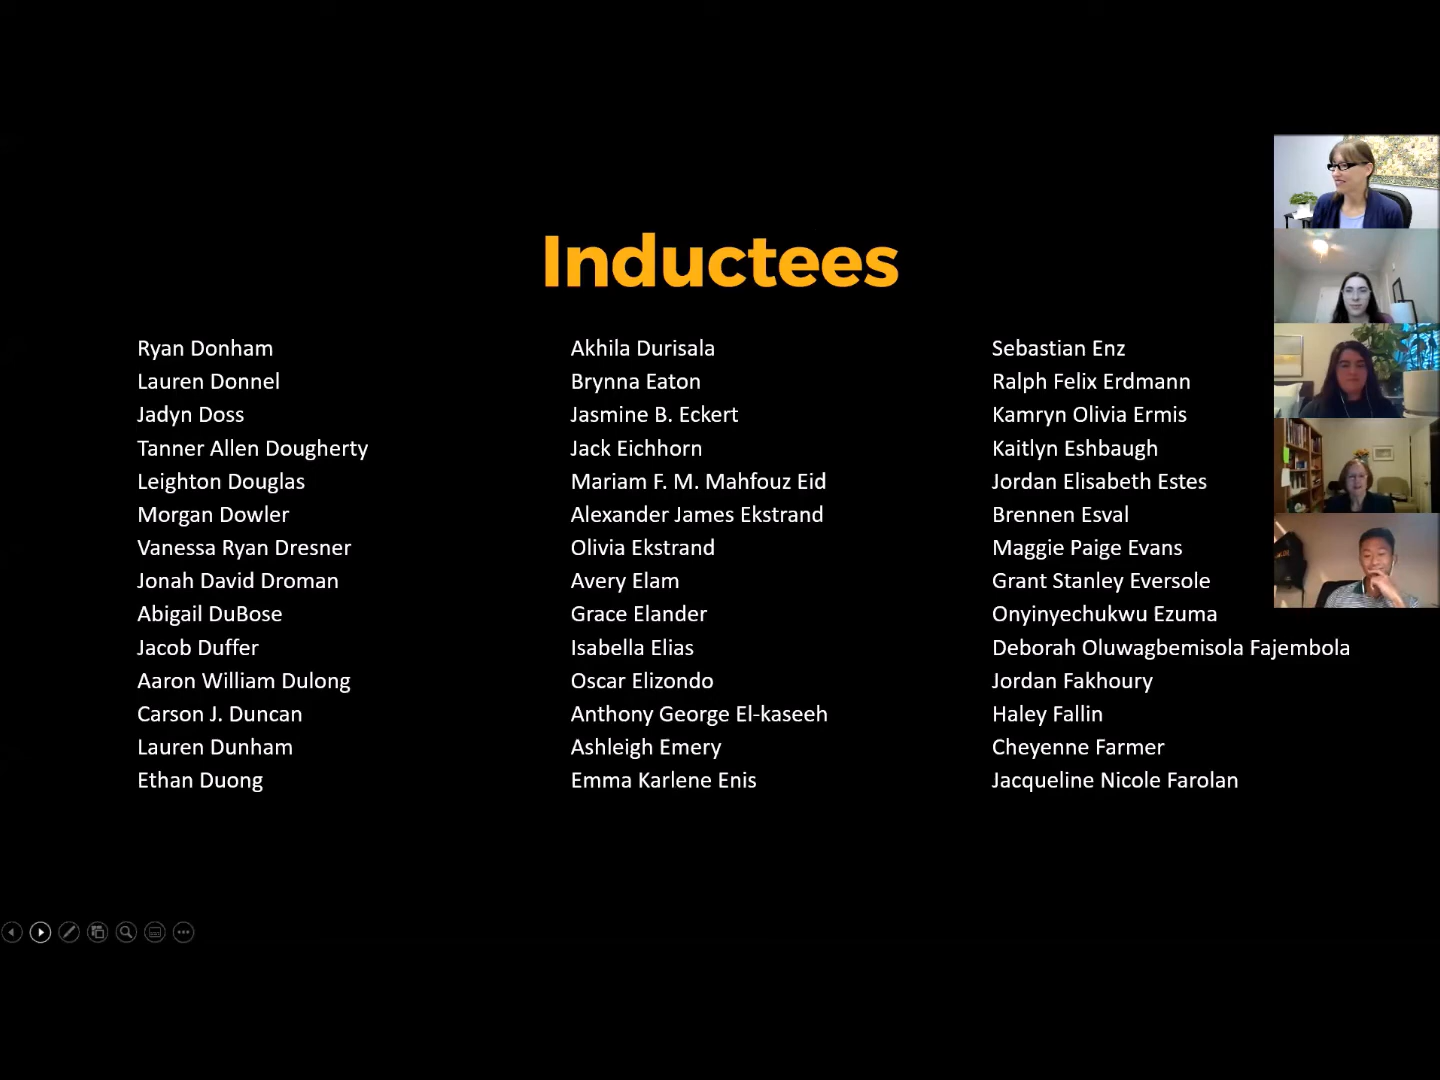 Inductees
Ryan Donham
Lauren Donnel
Jadyn Doss
Tanner Allen Dougherty
Leighton Douglas
Morgan Dowler
Vanessa Ryan Dresner
Jonah David Droman
Abigail DuBose
Jacob Duffer
Aaron William Dulong
Carson J. Duncan
Lauren Dunham
Ethan Duong
Akhila Durisala
Brynna Eaton
Jasmine B. Eckert
Jack Eichhorn
Mariam F. M. Mahfouz Eid
Alexander James Ekstrand
Olivia Ekstrand
Avery Elam
Grace Elander
Isabella Elias
Oscar Elizondo
Anthony George El-kaseeh
Ashleigh Emery
Emma Karlene Enis
Sebastian Enz
Ralph Felix Erdmann
Kamryn Olivia Ermis
Kaitlyn Eshbaugh
Jordan Elisabeth Estes
Brennen Esval
Maggie Paige Evans
Grant Stanley Eversole
Onyinyechukwu Ezuma
Deborah Oluwagbemisola Fajembola
Jordan Fakhoury
Haley Fallin
Cheyenne Farmer
Jacqueline Nicole Farolan